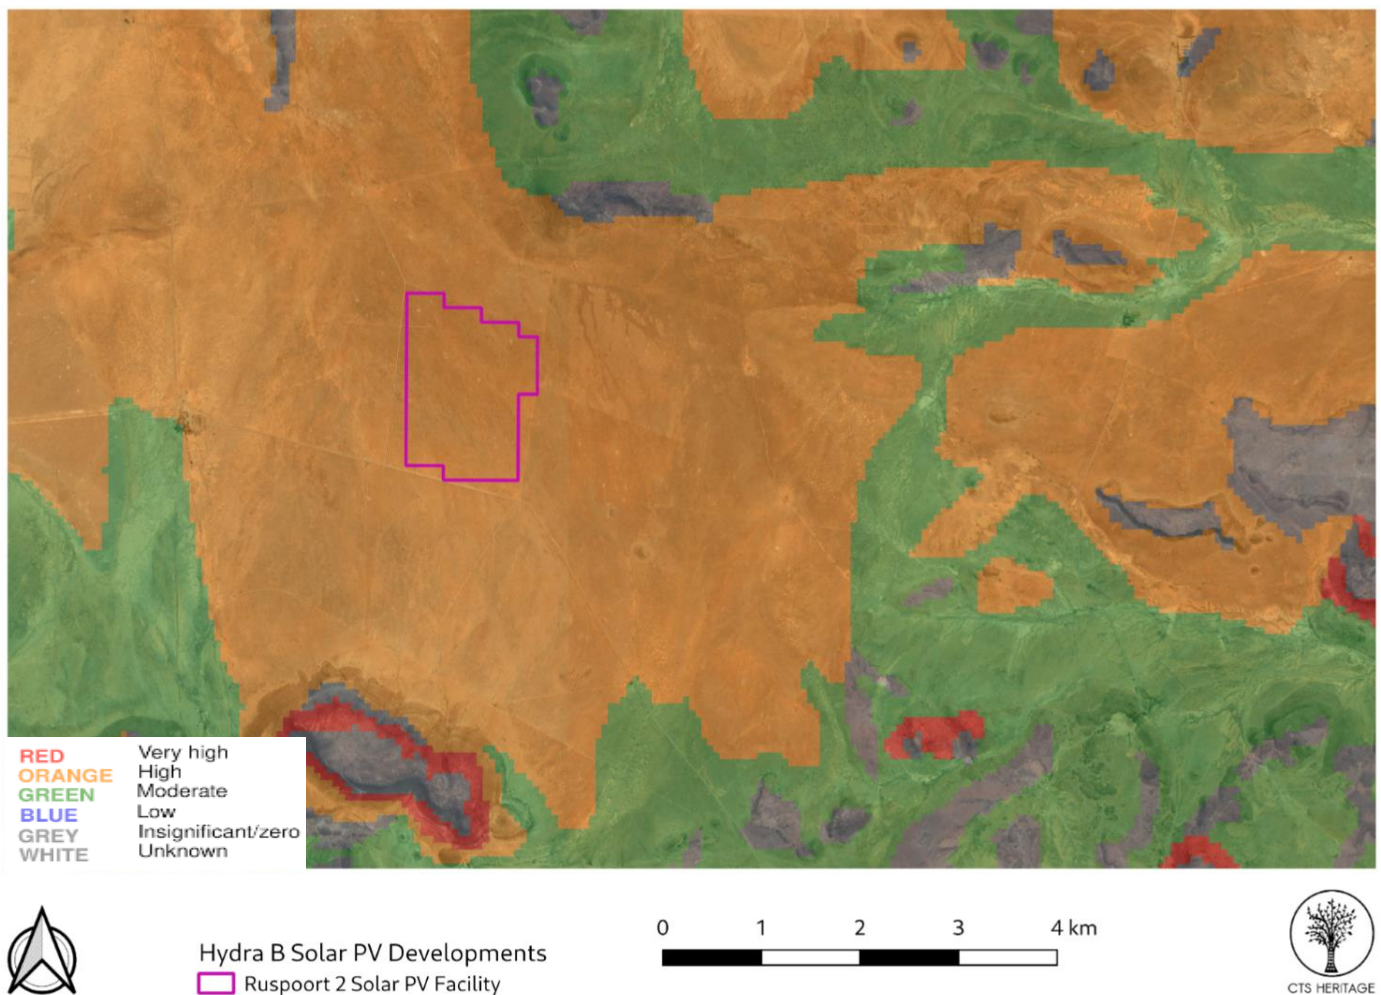 RED Very high
ORANGE High
GREEN Moderate
BLUE Low
GREY Insignificant/zero
WHITE Unknown
0 1 2 3 4 km
Hydra B Solar PV Developments
Ruspoort 2 Solar PV Facility
CTS HERITAGE